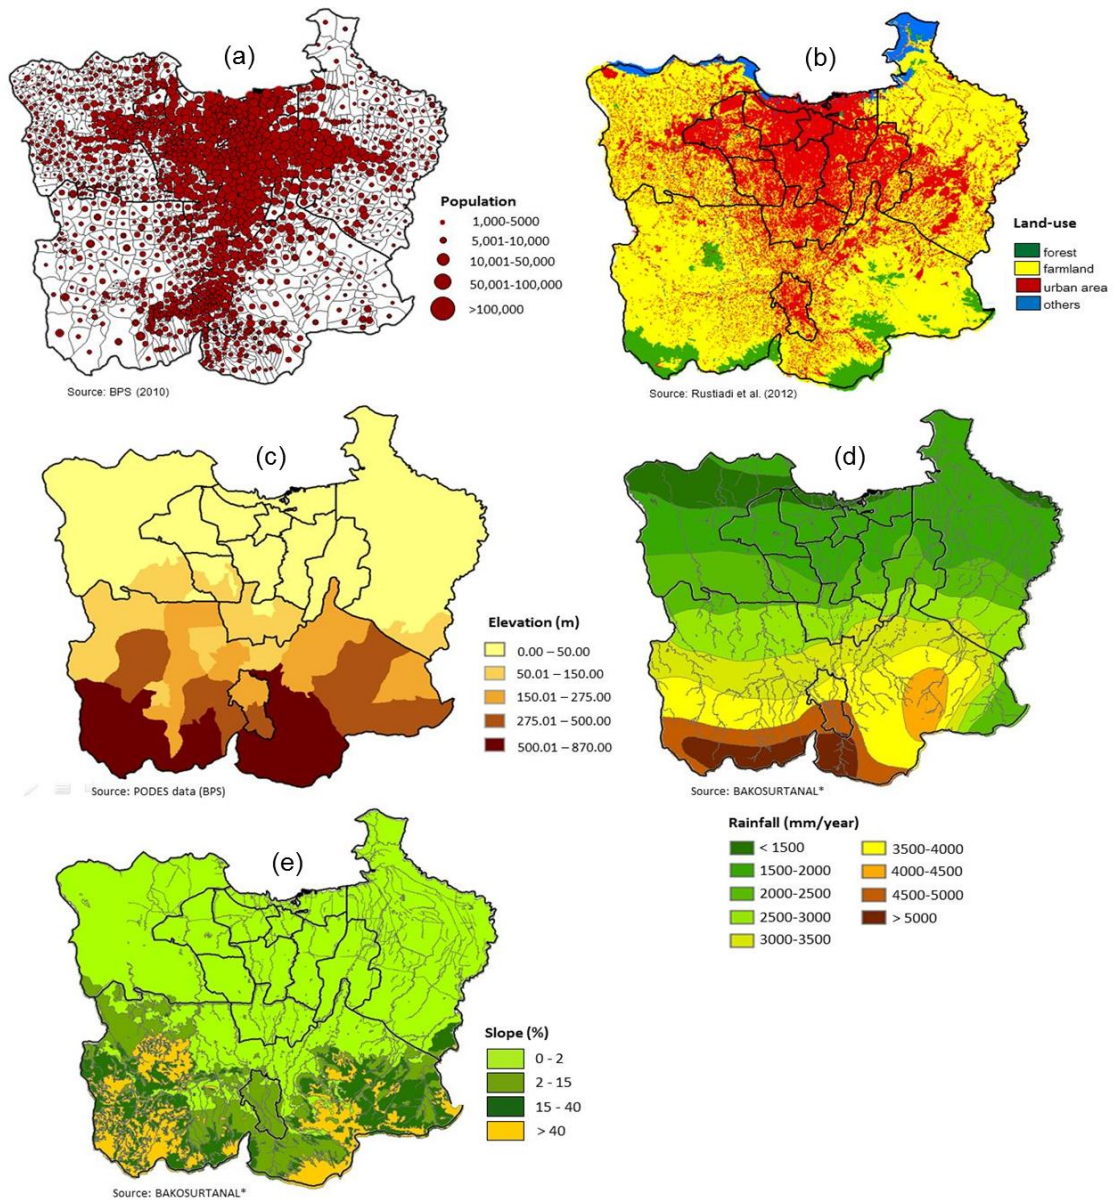 (a)
Population
1,000-5000
5,001-10,000
10,001-50,000
50,001-100,000
>100,000
Source: BPS (2010)
(b)
Land-use
forest
farmland
urban area
others
Source: Rustiadi et al. (2012)
(c)
Elevation (m)
0.00 – 50.00
50.01 – 150.00
150.01 – 275.00
275.01 – 500.00
500.01 – 870.00
Source: PODES data (BPS)
(d)
Source: BAKOSURTANAL*
Rainfall (mm/year)
< 1500
1500-2000
2000-2500
2500-3000
3000-3500
3500-4000
4000-4500
4500-5000
> 5000
(e)
Slope (%)
0 - 2
2 - 15
15 - 40
> 40
Source: BAKOSURTANAL*